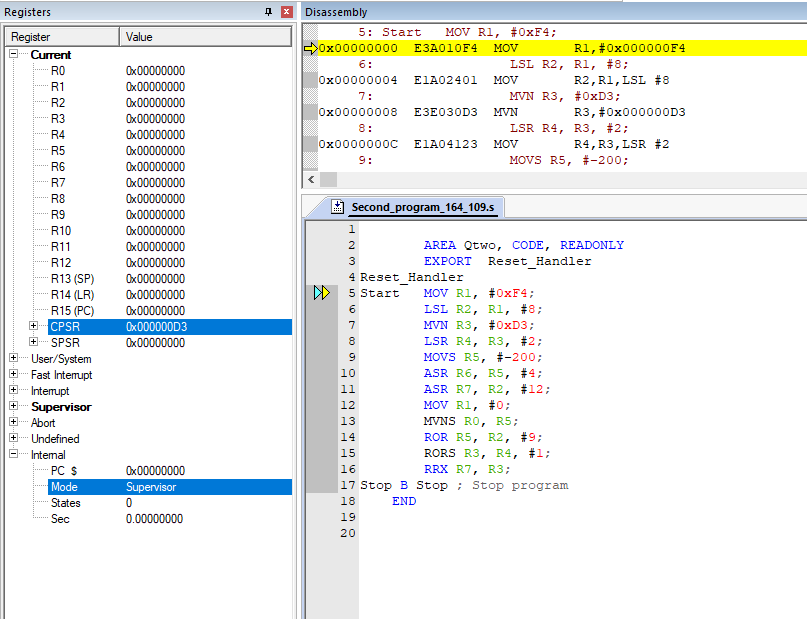 Registers
Register Value
Current
R0 0x00000000
R1 0x00000000
R2 0x00000000
R3 0x00000000
R4 0x00000000
R5 0x00000000
R6 0x00000000
R7 0x00000000
R8 0x00000000
R9 0x00000000
R10 0x00000000
R11 0x00000000
R12 0x00000000
R13 (SP) 0x00000000
R14 (LR) 0x00000000
R15 (PC) 0x00000000
CPSR 0x000000D3
SPSR 0x00000000
User/System
Fast Interrupt
Interrupt
Supervisor
Abort
Undefined
Internal
PC $ 0x00000000
Mode Supervisor
States 0
Sec 0.00000000
Disassembly
5: Start MOV R1, #0xF4;
0x00000000 E3A010F4 MOV R1,#0x000000F4
6: LSL R2, R1, #8;
0x00000004 E1A02401 MOV R2,R1,LSL #8
7: MVN R3, #0xD3;
0x00000008 E3E030D3 MVN R3,#0x000000D3
8: LSR R4, R3, #2;
0x0000000C E1A04123 MOV R4,R3,LSR #2
9: MOVS R5, #-200;
Second_program_164_109.s
1
2 AREA Qtwo, CODE, READONLY
3 EXPORT Reset_Handler
4 Reset_Handler
5 Start MOV R1, #0xF4;
6 LSL R2, R1, #8;
7 MVN R3, #0xD3;
8 LSR R4, R3, #2;
9 MOVS R5, #-200;
10 ASR R6, R5, #4;
11 ASR R7, R2, #12;
12 MOV R1, #0;
13 MVNS R0, R5;
14 ROR R5, R2, #9;
15 RORS R3, R4, #1;
16 RRX R7, R3;
17 Stop B Stop ; Stop program
18 END
19
20